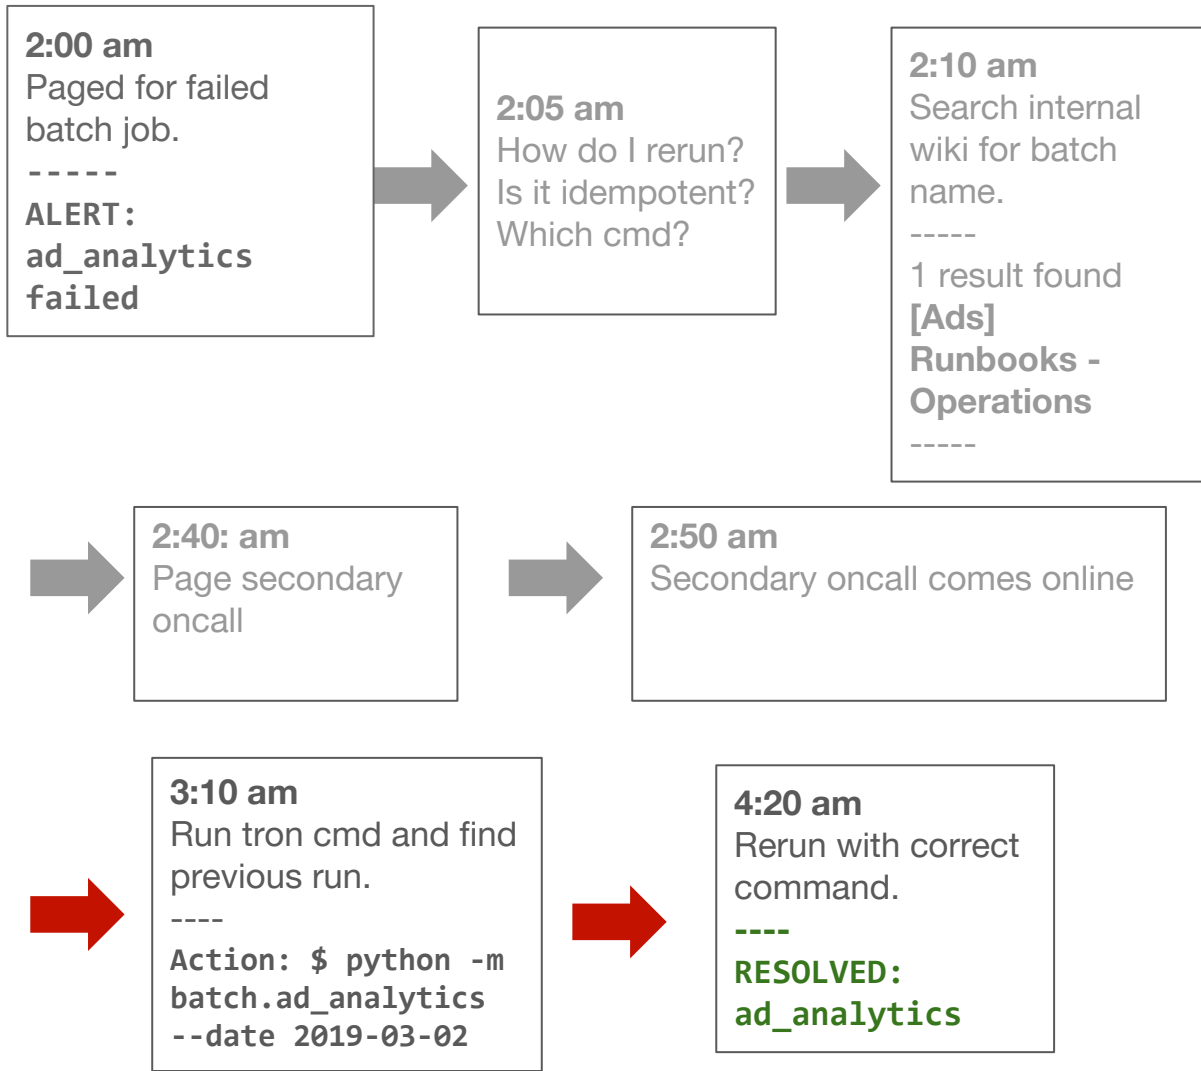 2:00 am
Paged for failed
batch job.
-----
ALERT:
ad_analytics
failed
2:05 am
How do I rerun?
Is it idempotent?
Which cmd?
2:10 am
Search internal
wiki for batch
name.
-----
1 result found
[Ads]
Runbooks -
Operations
-----
2:40: am
Page secondary
oncall
2:50 am
Secondary oncall comes online
3:10 am
Run tron cmd and find
previous run.
----
Action: $ python -m
batch.ad_analytics
--date 2019-03-02
4:20 am
Rerun with correct
command.
----
RESOLVED:
ad_analytics